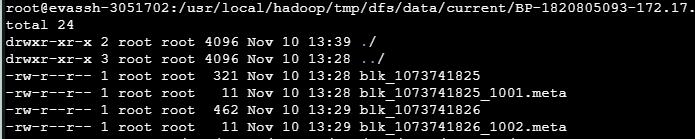 root@evassh-3051702:/usr/local/hadoop/tmp/dfs/data/current/BP-1820805093-172.17.
total 24
drwxr-xr-x 2 root root 4096 Nov 10 13:39 ./
drwxr-xr-x 3 root root 4096 Nov 10 13:28 ../
-rw-r--r-- 1 root root  321 Nov 10 13:28 blk_1073741825
-rw-r--r-- 1 root root   11 Nov 10 13:28 blk_1073741825_1001.meta
-rw-r--r-- 1 root root  462 Nov 10 13:29 blk_1073741826
-rw-r--r-- 1 root root   11 Nov 10 13:29 blk_1073741826_1002.meta